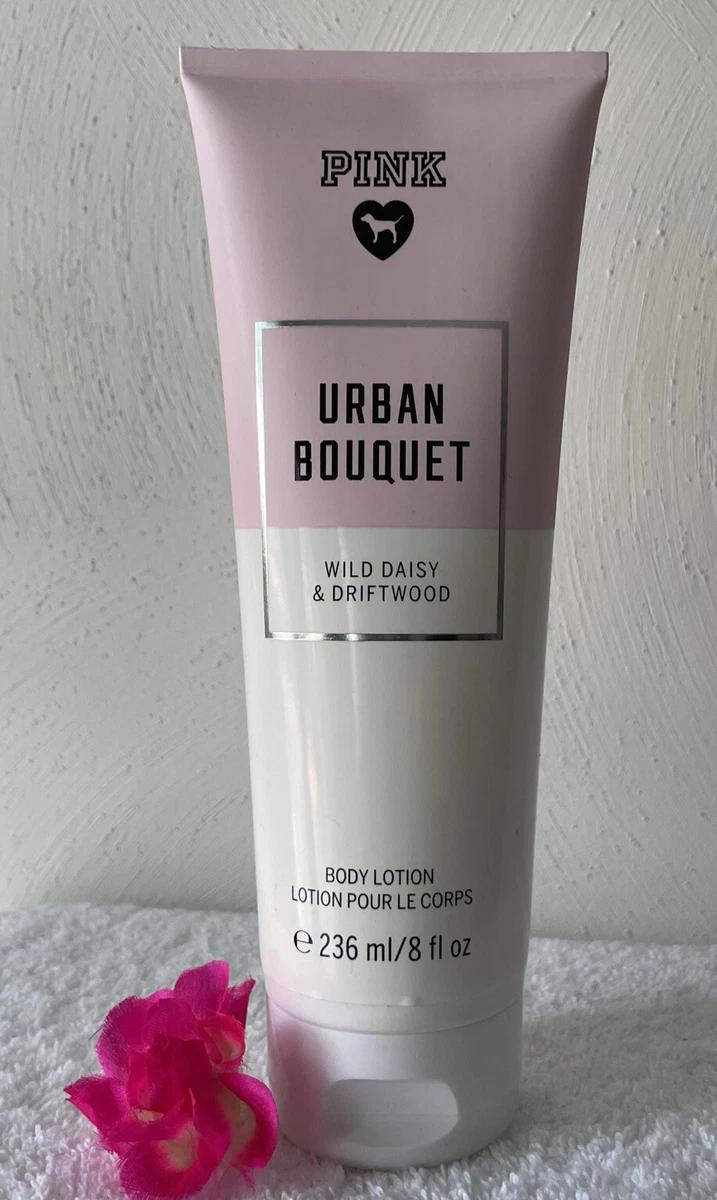 PINK
URBAN
BOUQUET
WILD DAISY
& DRIFTWOOD
BODY LOTION
LOTION POUR LE CORPS
℮ 236 ml/8 fl oz